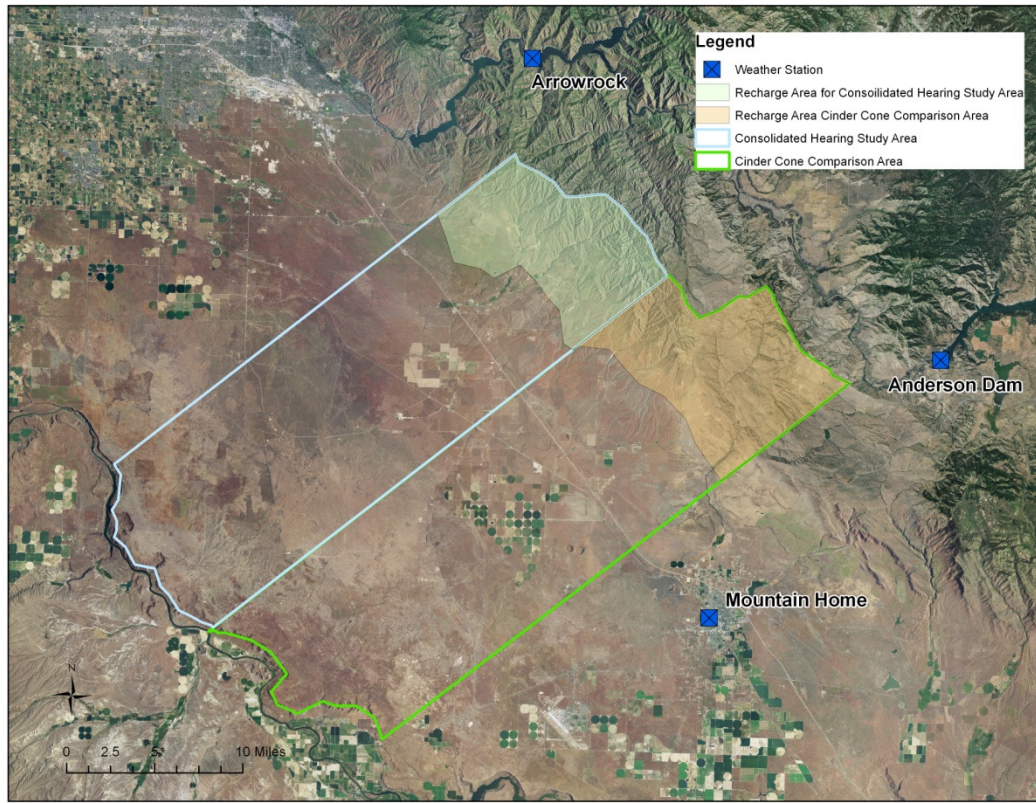 Legend
Weather Station
Recharge Area for Consoilidated Hearing Study Area
Recharge Area Cinder Cone Comparison Area
Consolidated Hearing Study Area
Cinder Cone Comparison Area
Arrowrock
Anderson Dam
Mountain Home
N
0 2.5 5 10 Miles